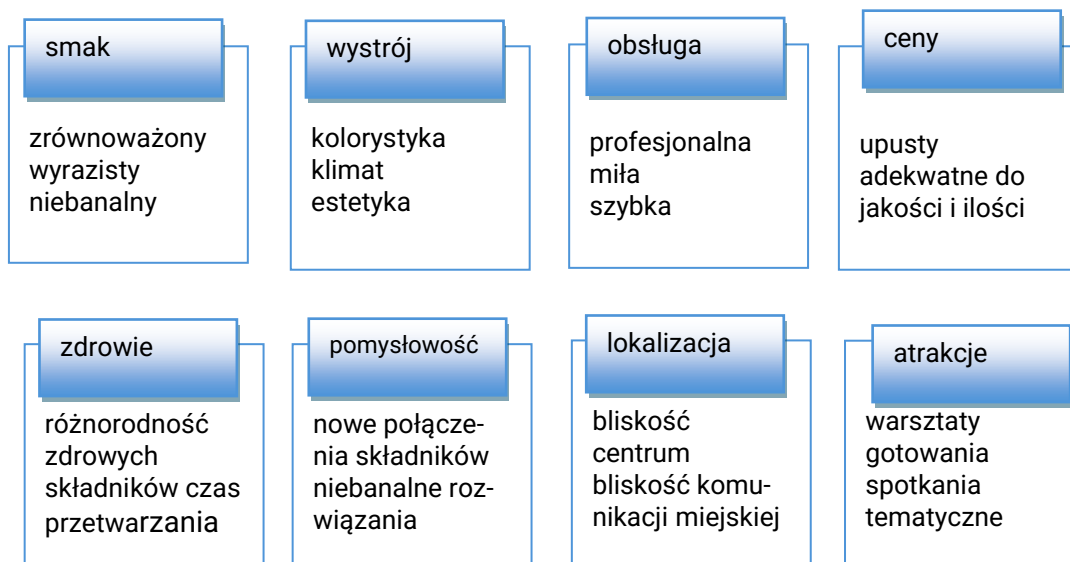 smak
zrównoważony
wyrazisty
niebanalny
wystrój
kolorystyka
klimat
estetyka
obsługa
profesjonalna
miła
szybka
ceny
upusty
adekwatne do
jakości i ilości
zdrowie
różnorodność
zdrowych
składników czas
przetwarzania
pomysłowość
nowe połącze-
nia składników
niebanalne roz-
wiązania
lokalizacja
bliskość
centrum
bliskość komu-
nikacji miejskiej
atrakcje
warsztaty
gotowania
spotkania
tematyczne